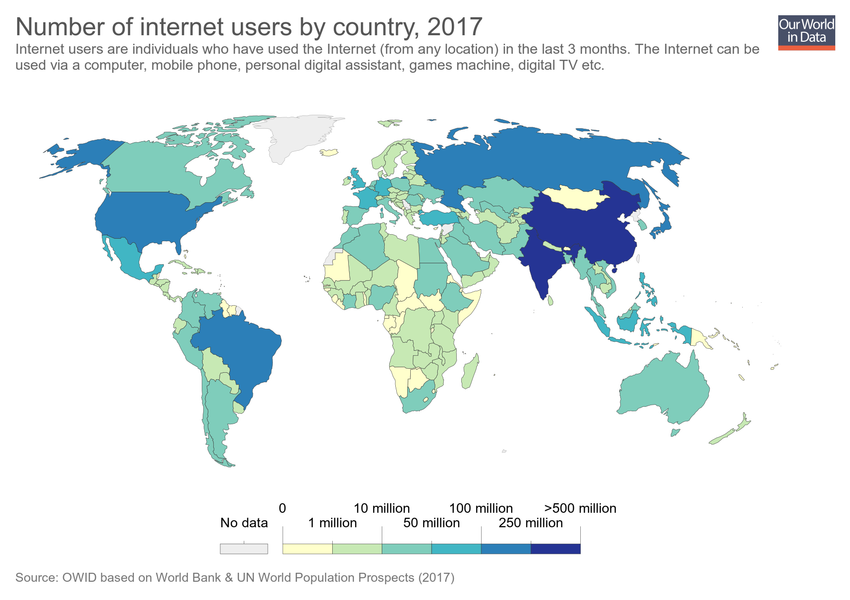 Number of internet users by country, 2017
Our World
in Data
Internet users are individuals who have used the Internet (from any location) in the last 3 months. The Internet can be
used via a computer, mobile phone, personal digital assistant, games machine, digital TV etc.
0 10 million 100 million >500 million
No data 1 million 50 million 250 million
Source: OWID based on World Bank & UN World Population Prospects (2017)